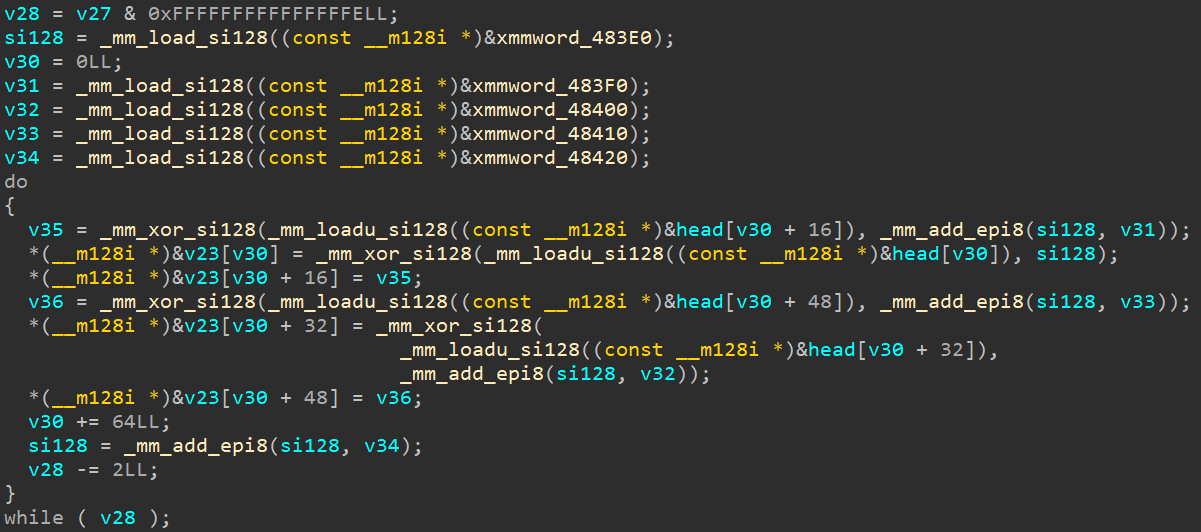 v28 = v27 & 0xFFFFFFFFFFFFFFFELL;
si128 = _mm_load_si128((const __m128i *)&xmmword_483E0);
v30 = 0LL;
v31 = _mm_load_si128((const __m128i *)&xmmword_483F0);
v32 = _mm_load_si128((const __m128i *)&xmmword_48400);
v33 = _mm_load_si128((const __m128i *)&xmmword_48410);
v34 = _mm_load_si128((const __m128i *)&xmmword_48420);
do
{
  v35 = _mm_xor_si128(_mm_loadu_si128((const __m128i *)&head[v30 + 16]), _mm_add_epi8(si128, v31));
  *(__m128i *)&v23[v30] = _mm_xor_si128(_mm_loadu_si128((const __m128i *)&head[v30]), si128);
  *(__m128i *)&v23[v30 + 16] = v35;
  v36 = _mm_xor_si128(_mm_loadu_si128((const __m128i *)&head[v30 + 48]), _mm_add_epi8(si128, v33));
  *(__m128i *)&v23[v30 + 32] = _mm_xor_si128(
                                 _mm_loadu_si128((const __m128i *)&head[v30 + 32]),
                                 _mm_add_epi8(si128, v32));
  *(__m128i *)&v23[v30 + 48] = v36;
  v30 += 64LL;
  si128 = _mm_add_epi8(si128, v34);
  v28 -= 2LL;
}
while ( v28 );